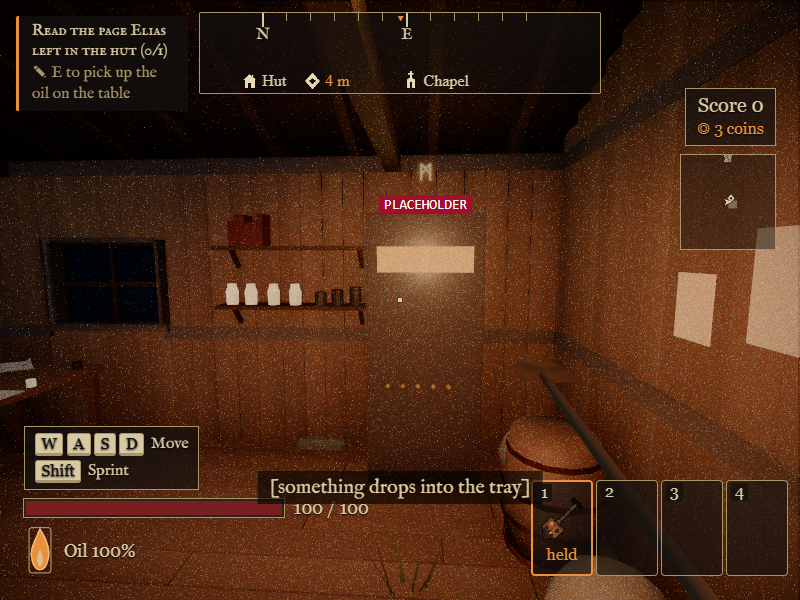 Read the page Elias
left in the hut (0/1)
E to pick up the
oil on the table
N
E
Hut
4 m
Chapel
Score 0
3 coins
PLACEHOLDER
W A S D Move
Shift Sprint
[something drops into the tray]
100 / 100
Oil 100%
1
held
2
3
4